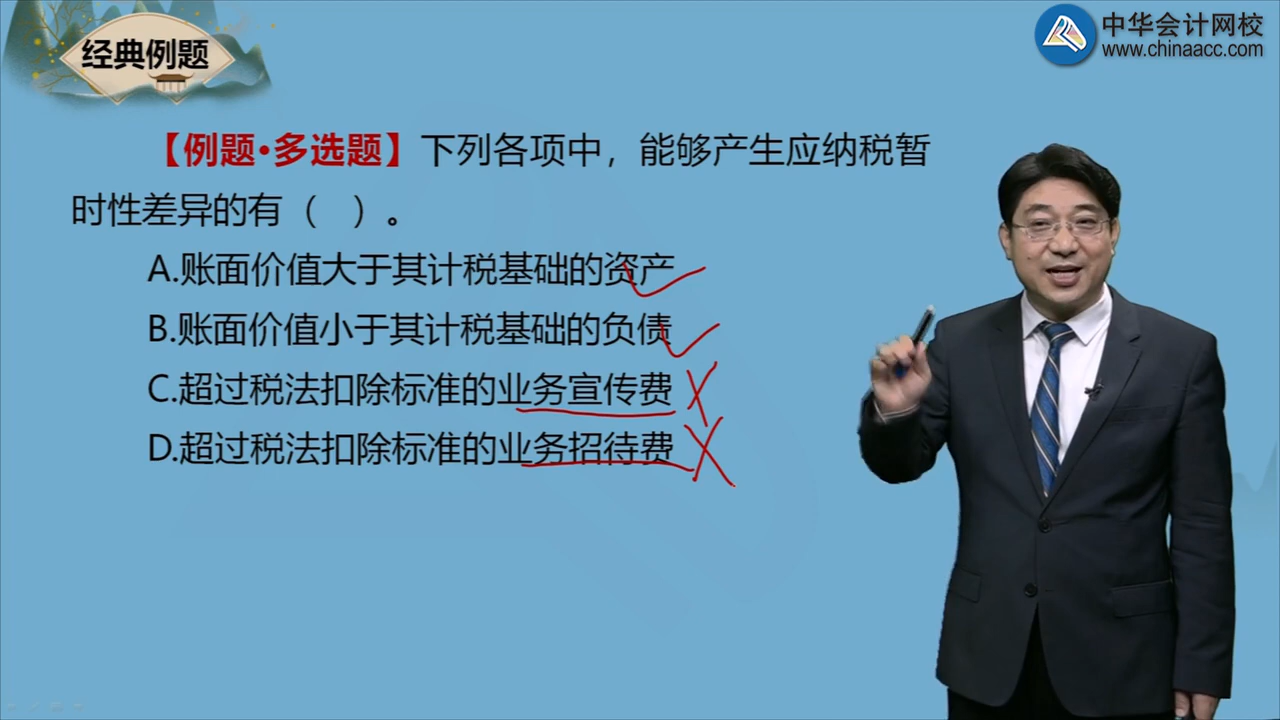 经典例题
中华会计网校
www.chinaacc.com
【例题•多选题】下列各项中，能够产生应纳税暂
时性差异的有（　）。
A.账面价值大于其计税基础的资产
B.账面价值小于其计税基础的负债
C.超过税法扣除标准的业务宣传费
D.超过税法扣除标准的业务招待费